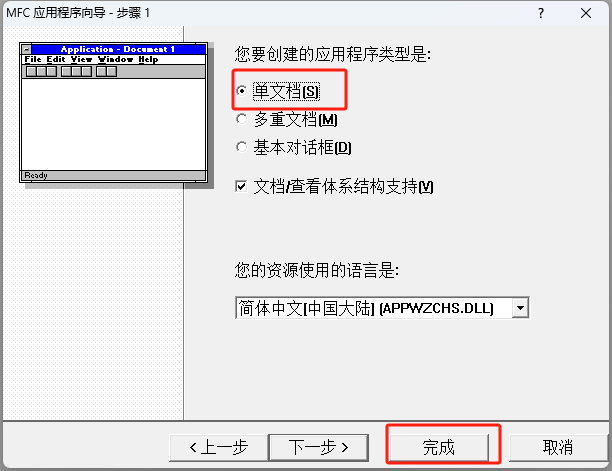 MFC 应用程序向导 - 步骤 1
? ×
Application - Document 1
File Edit View Window Help
Ready
您要创建的应用程序类型是:
单文档(S)
多重文档(M)
基本对话框(D)
文档/查看体系结构支持(V)
您的资源使用的语言是:
简体中文[中国大陆] (APPWZCHS.DLL)
<上一步
下一步>
完成
取消